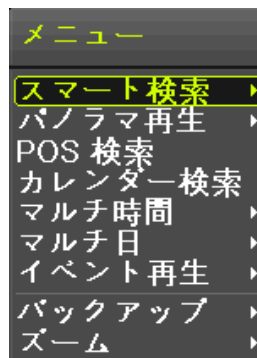 メニュー
スマート検索
パノラマ再生
POS 検索
カレンダー検索
マルチ時間
マルチ日
イベント再生
バックアップ
ズーム